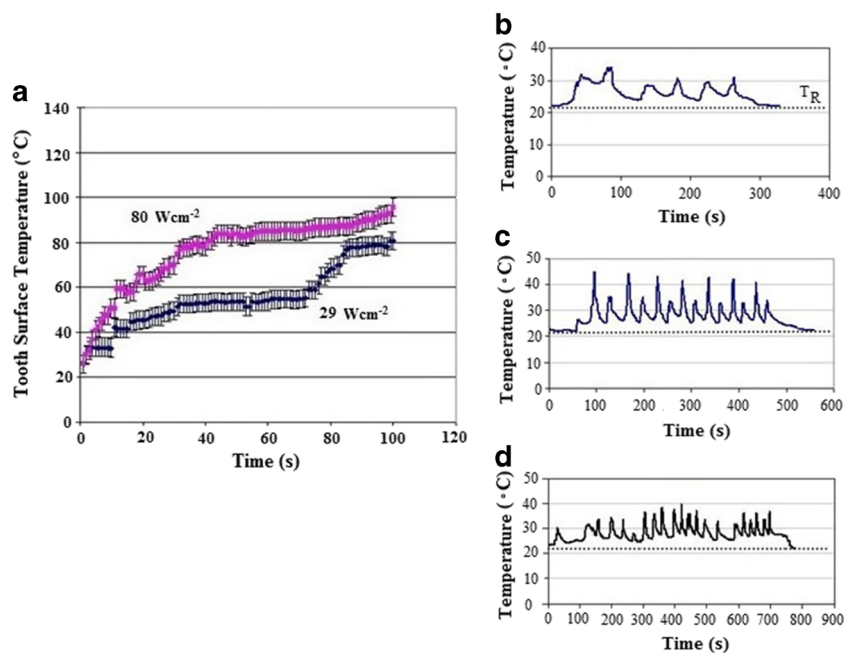 a
Tooth Surface Temperature (°C)
140
120
100
80
60
40
20
0
80 Wcm-2
29 Wcm-2
0 20 40 60 80 100 120
Time (s)
b
Temperature (°C)
40
30
20
10
0
TR
0 100 200 300 400
Time (s)
c
Temperature (°C)
50
40
30
20
10
0
0 100 200 300 400 500 600
Time (s)
d
Temperature (°C)
50
40
30
20
10
0
0 100 200 300 400 500 600 700 800 900
Time (s)